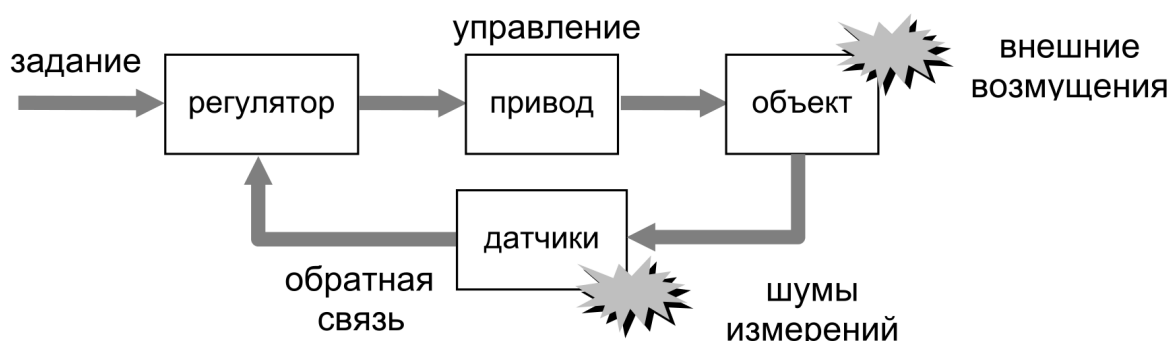 управление
внешние
возмущения
задание
регулятор
привод
объект
датчики
обратная
связь
шумы
измерений